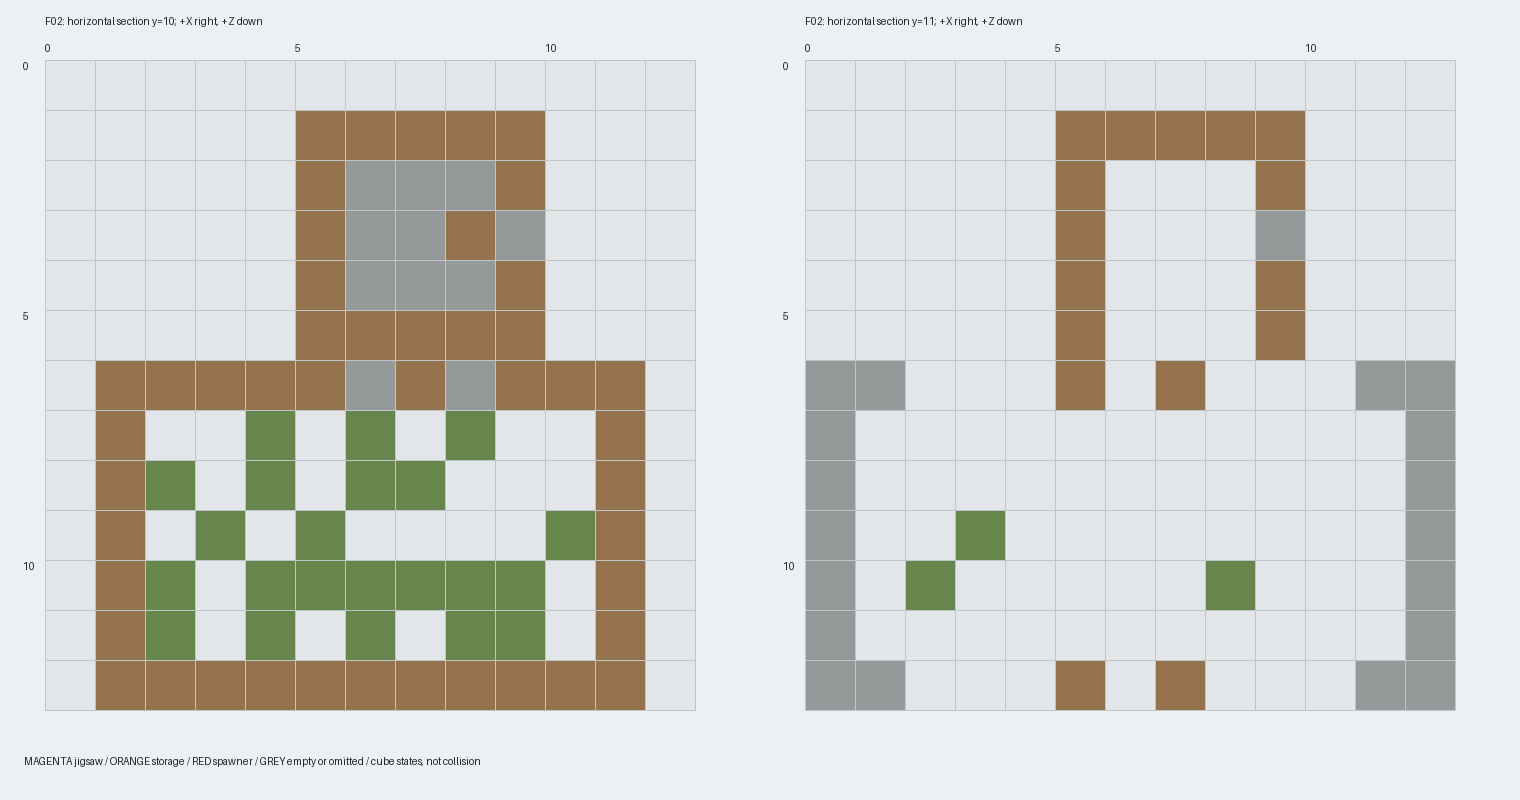 F02: horizontal section y=10; +X right, +Z down
F02: horizontal section y=11; +X right, +Z down
0 5 10
0 5 10
0 0
5 5
10 10
MAGENTA jigsaw / ORANGE storage / RED spawner / GREY empty or omitted / cube states, not collision